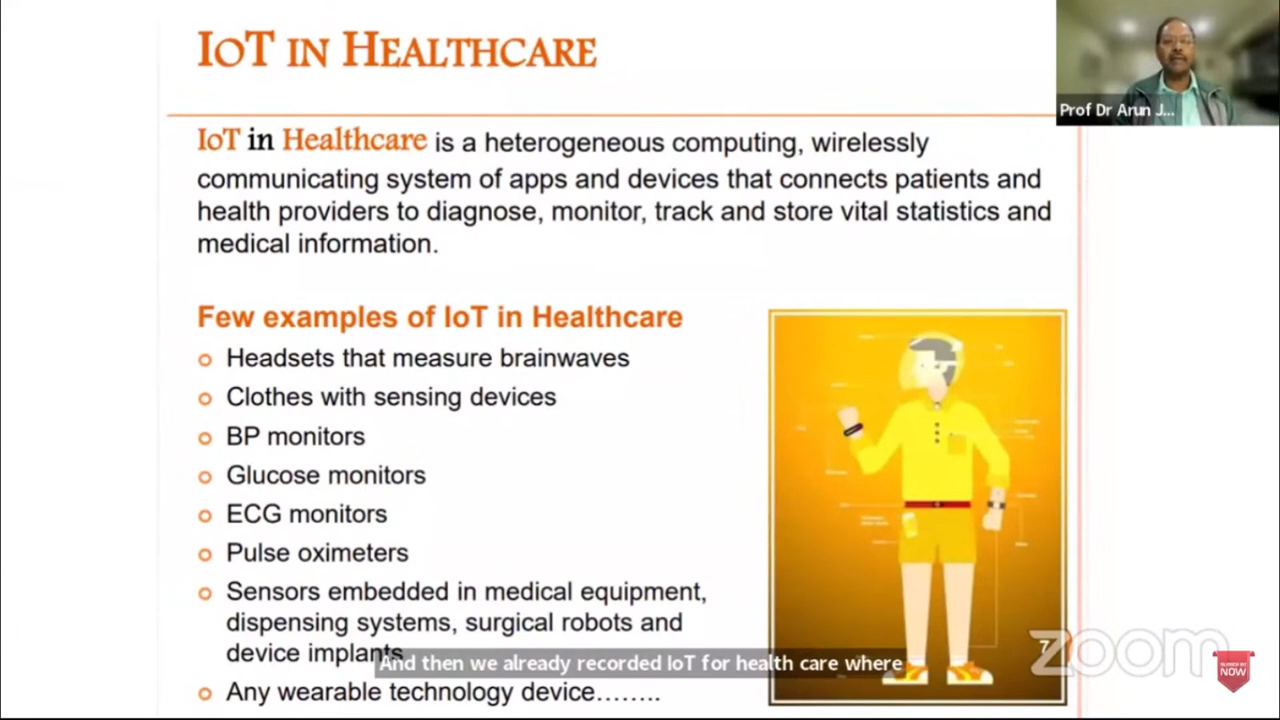 IoT in Healthcare
Prof Dr Arun J...
IoT in Healthcare is a heterogeneous computing, wirelessly
communicating system of apps and devices that connects patients and
health providers to diagnose, monitor, track and store vital statistics and
medical information.
Few examples of IoT in Healthcare
Headsets that measure brainwaves
Clothes with sensing devices
BP monitors
Glucose monitors
ECG monitors
Pulse oximeters
Sensors embedded in medical equipment,
dispensing systems, surgical robots and
device implants
And then we already recorded IoT for health care where
Any wearable technology device……..
7
zoom
NOW